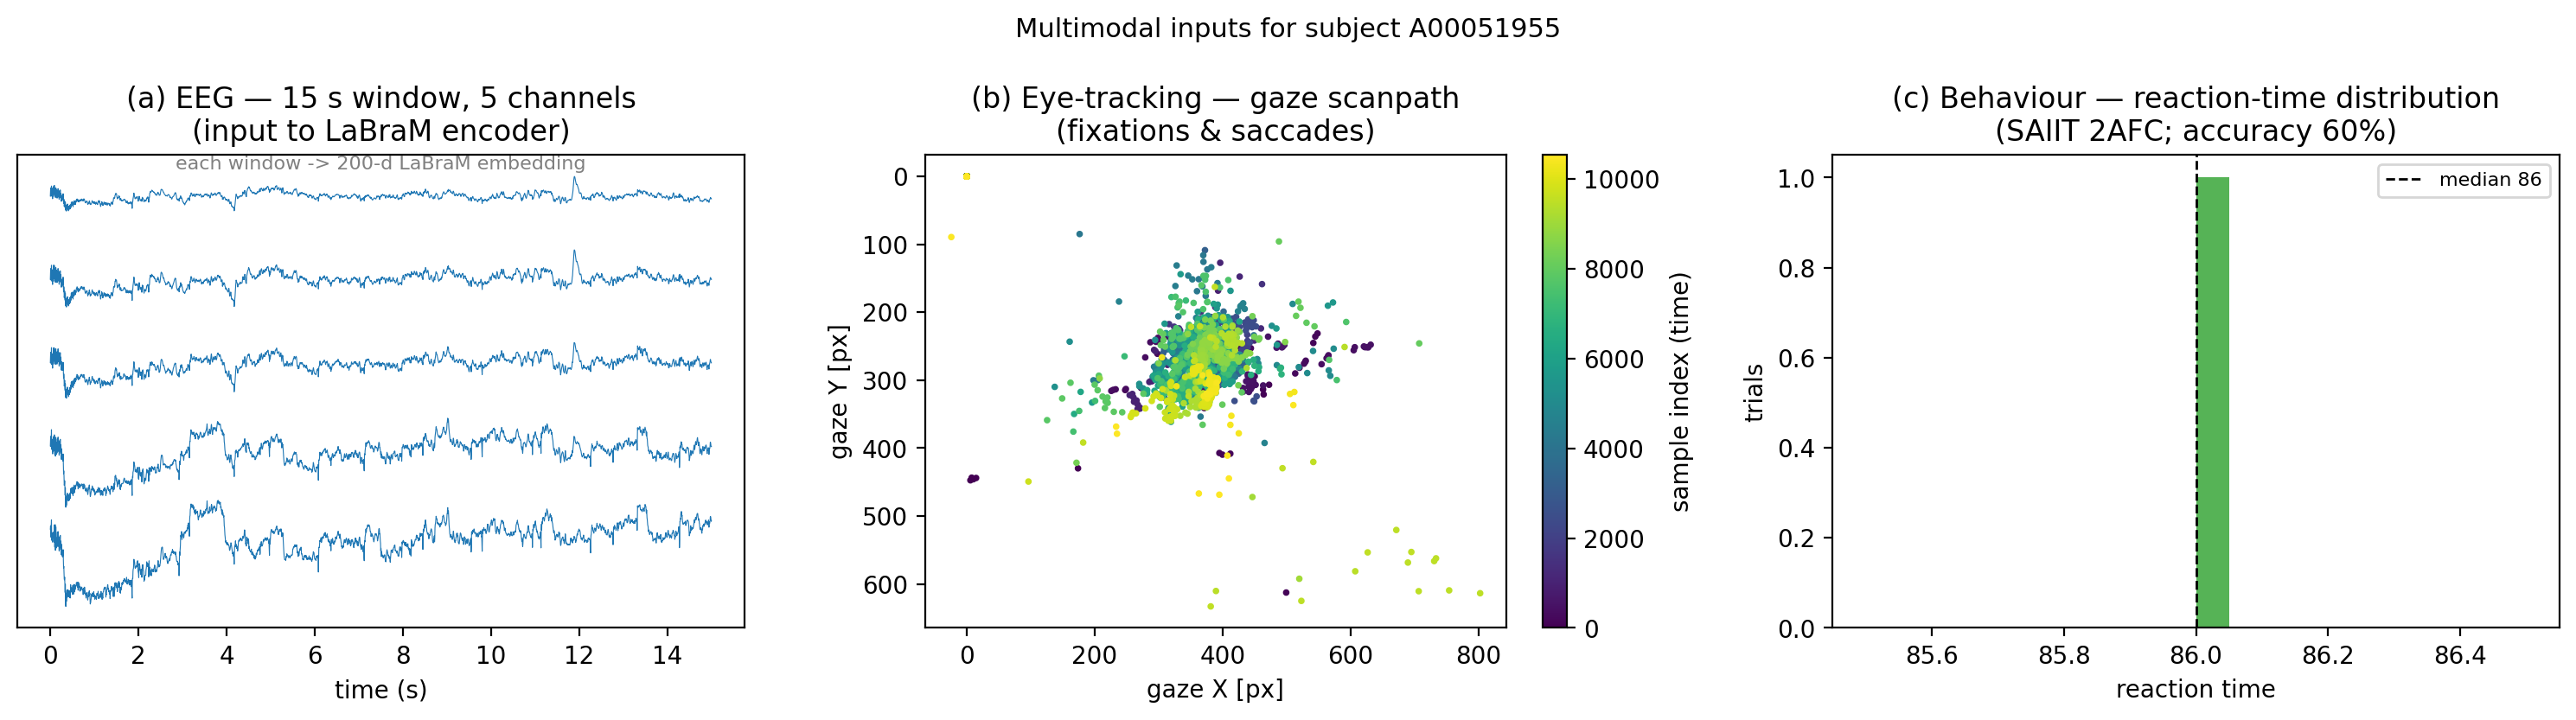 Multimodal inputs for subject A00051955
(a) EEG — 15 s window, 5 channels
(input to LaBraM encoder)
each window -> 200-d LaBraM embedding
0 2 4 6 8 10 12 14
time (s)
(b) Eye-tracking — gaze scanpath
(fixations & saccades)
gaze Y [px]
0
100
200
300
400
500
600
0 200 400 600 800
gaze X [px]
10000
8000
6000
4000
2000
0
sample index (time)
(c) Behaviour — reaction-time distribution
(SAIIT 2AFC; accuracy 60%)
median 86
trials
1.0
0.8
0.6
0.4
0.2
0.0
85.6 85.8 86.0 86.2 86.4
reaction time